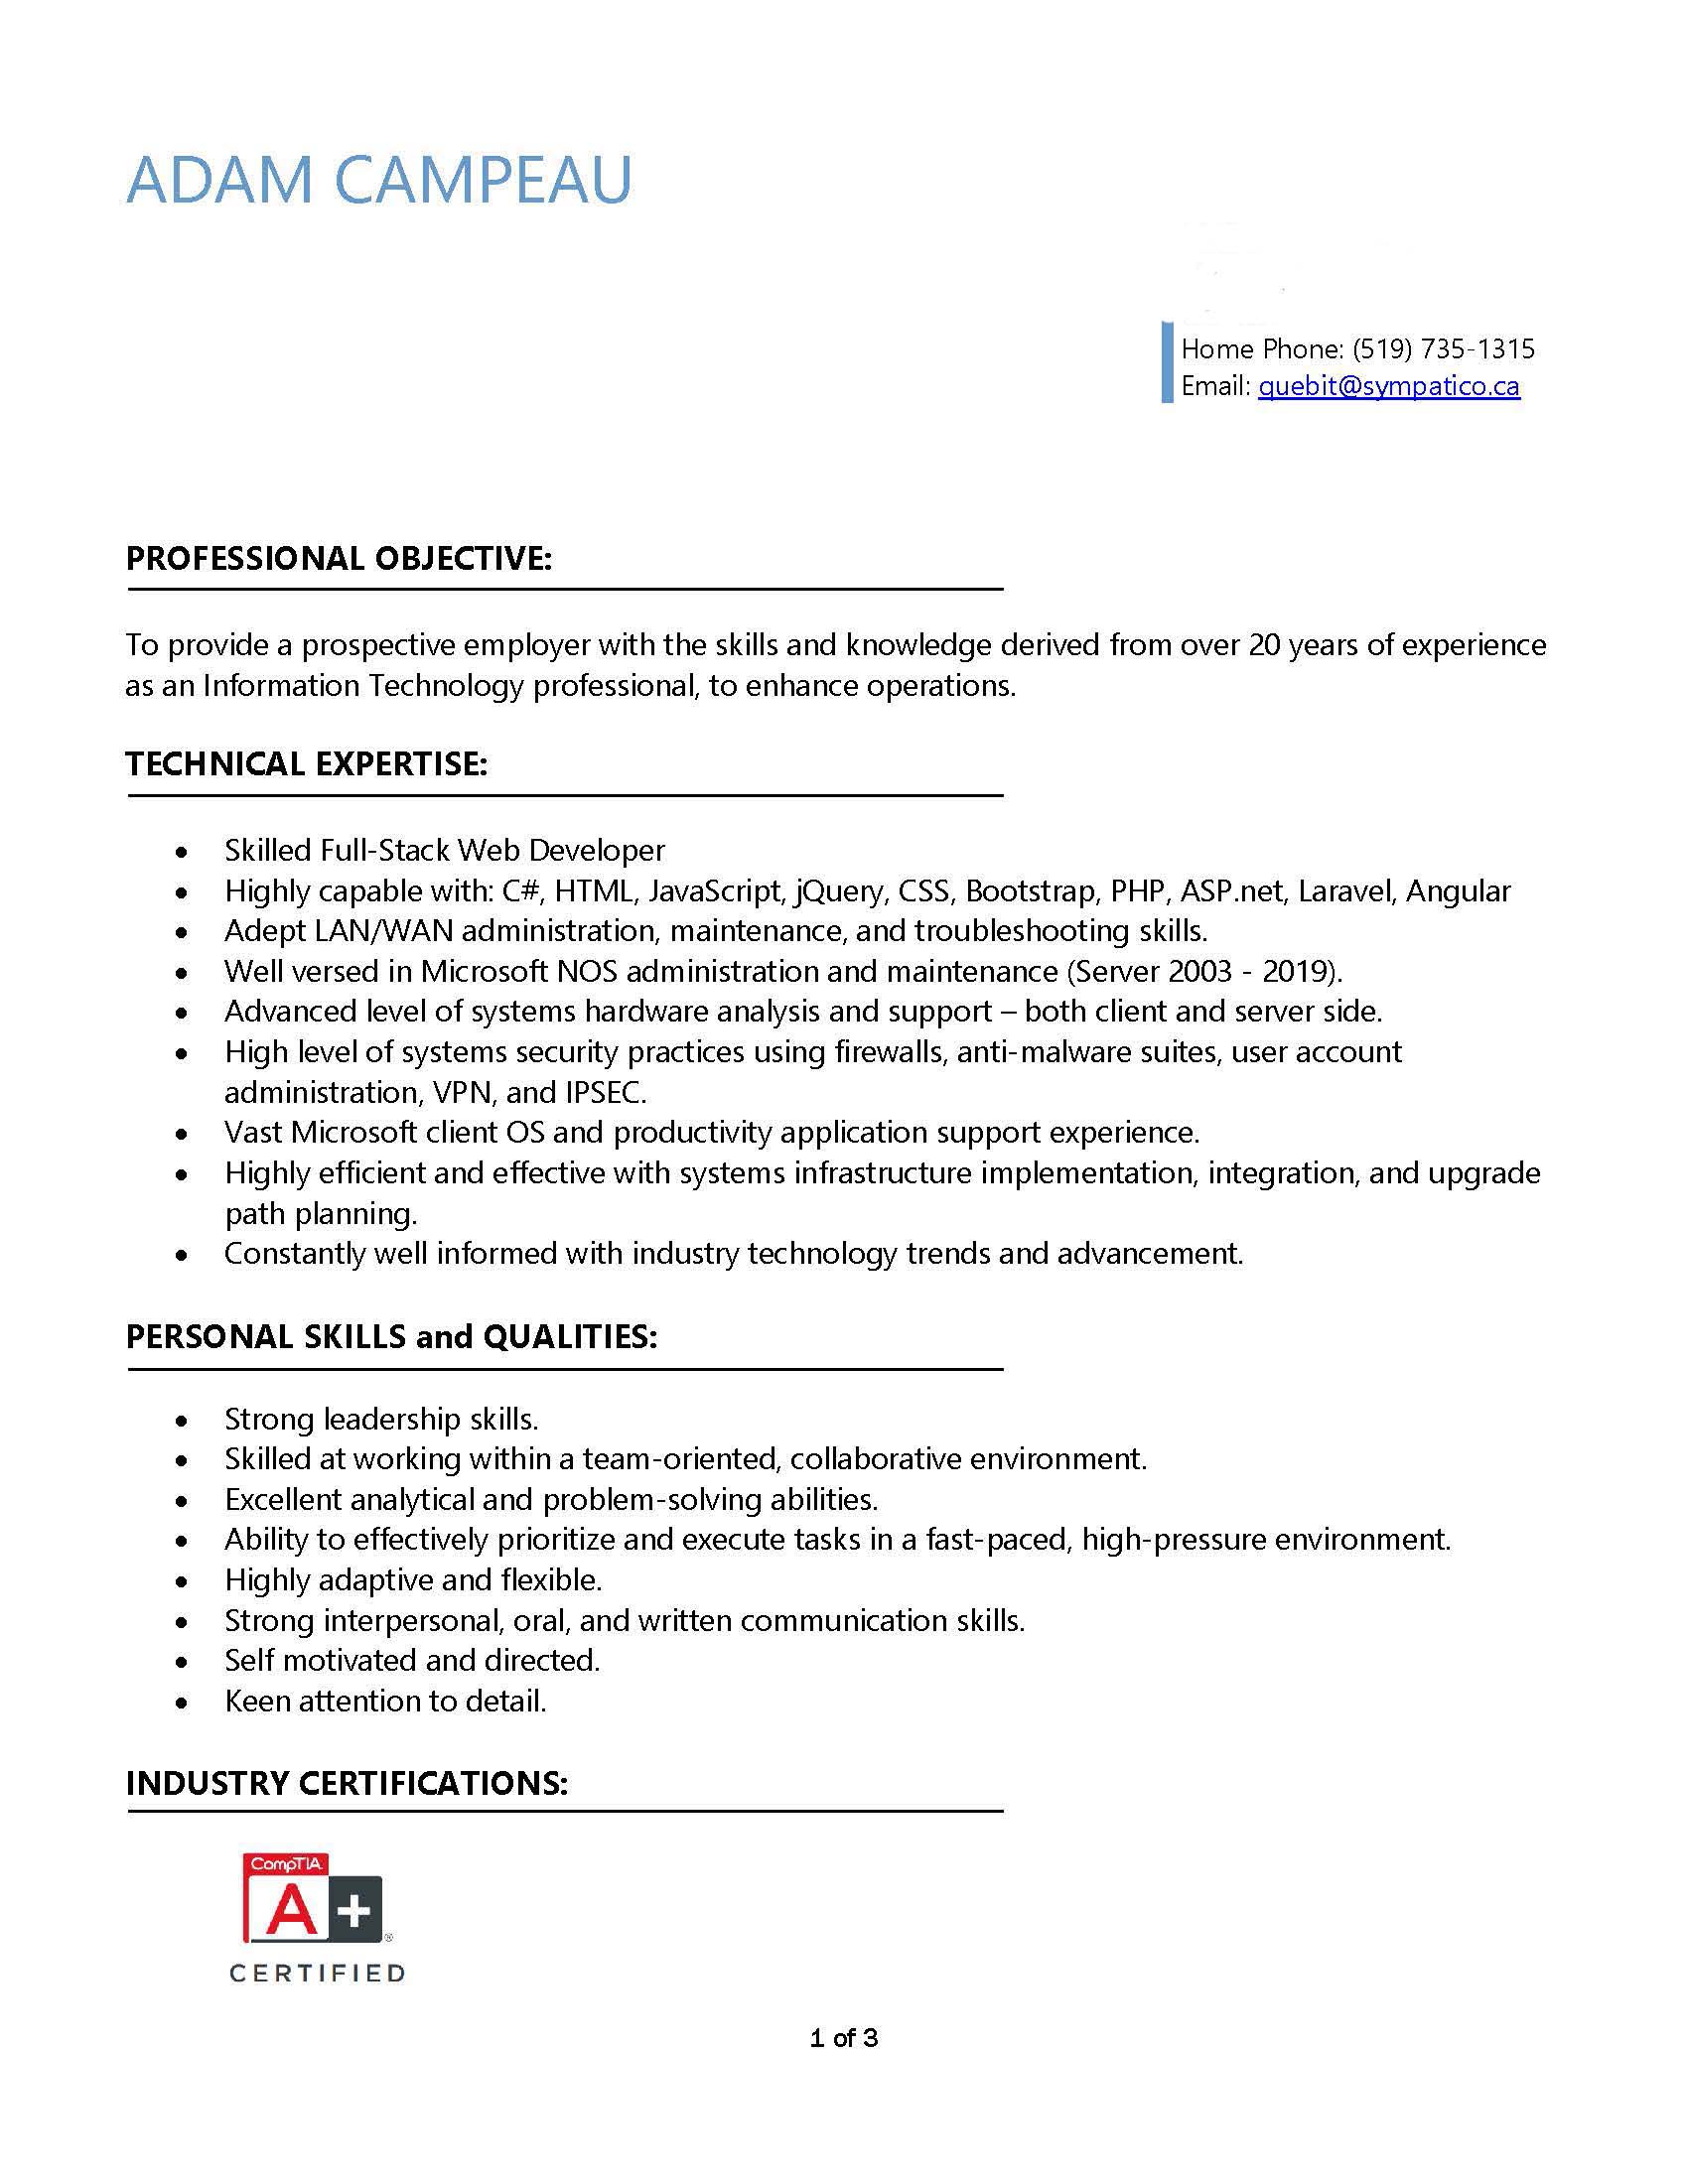 ADAM CAMPEAU
Home Phone: (519) 735-1315
Email: quebit@sympatico.ca
PROFESSIONAL OBJECTIVE:
To provide a prospective employer with the skills and knowledge derived from over 20 years of experience
as an Information Technology professional, to enhance operations.
TECHNICAL EXPERTISE:
• Skilled Full-Stack Web Developer
• Highly capable with: C#, HTML, JavaScript, jQuery, CSS, Bootstrap, PHP, ASP.net, Laravel, Angular
• Adept LAN/WAN administration, maintenance, and troubleshooting skills.
• Well versed in Microsoft NOS administration and maintenance (Server 2003 - 2019).
• Advanced level of systems hardware analysis and support – both client and server side.
• High level of systems security practices using firewalls, anti-malware suites, user account
administration, VPN, and IPSEC.
• Vast Microsoft client OS and productivity application support experience.
• Highly efficient and effective with systems infrastructure implementation, integration, and upgrade
path planning.
• Constantly well informed with industry technology trends and advancement.
PERSONAL SKILLS and QUALITIES:
• Strong leadership skills.
• Skilled at working within a team-oriented, collaborative environment.
• Excellent analytical and problem-solving abilities.
• Ability to effectively prioritize and execute tasks in a fast-paced, high-pressure environment.
• Highly adaptive and flexible.
• Strong interpersonal, oral, and written communication skills.
• Self motivated and directed.
• Keen attention to detail.
INDUSTRY CERTIFICATIONS:
CompTIA
A+®
CERTIFIED
1 of 3